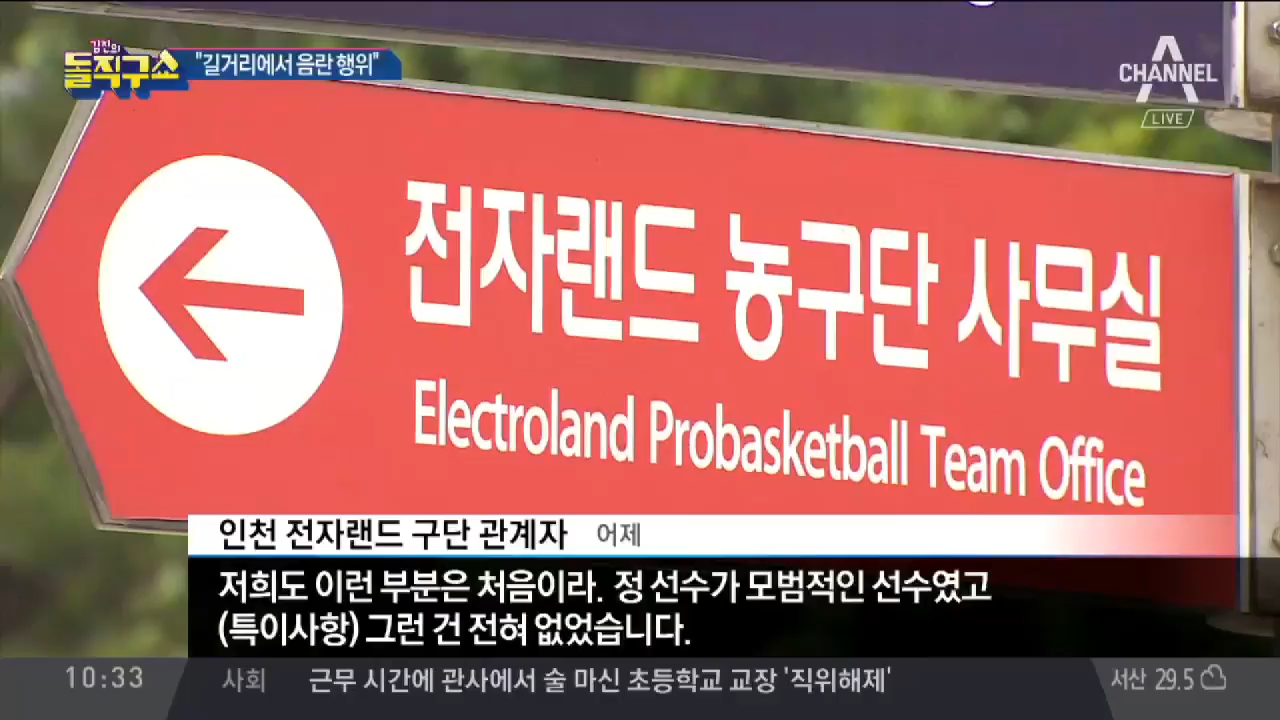 김진의
돌직구쇼
"길거리에서 음란 행위"
CHANNEL A
LIVE
전자랜드 농구단 사무실
Electroland Probasketball Team Office
인천 전자랜드 구단 관계자 어제
저희도 이런 부분은 처음이라. 정 선수가 모범적인 선수였고
(특이사항) 그런 건 전혀 없었습니다.
10:33 사회 근무 시간에 관사에서 술 마신 초등학교 교장 '직위해제' 서산 29.5